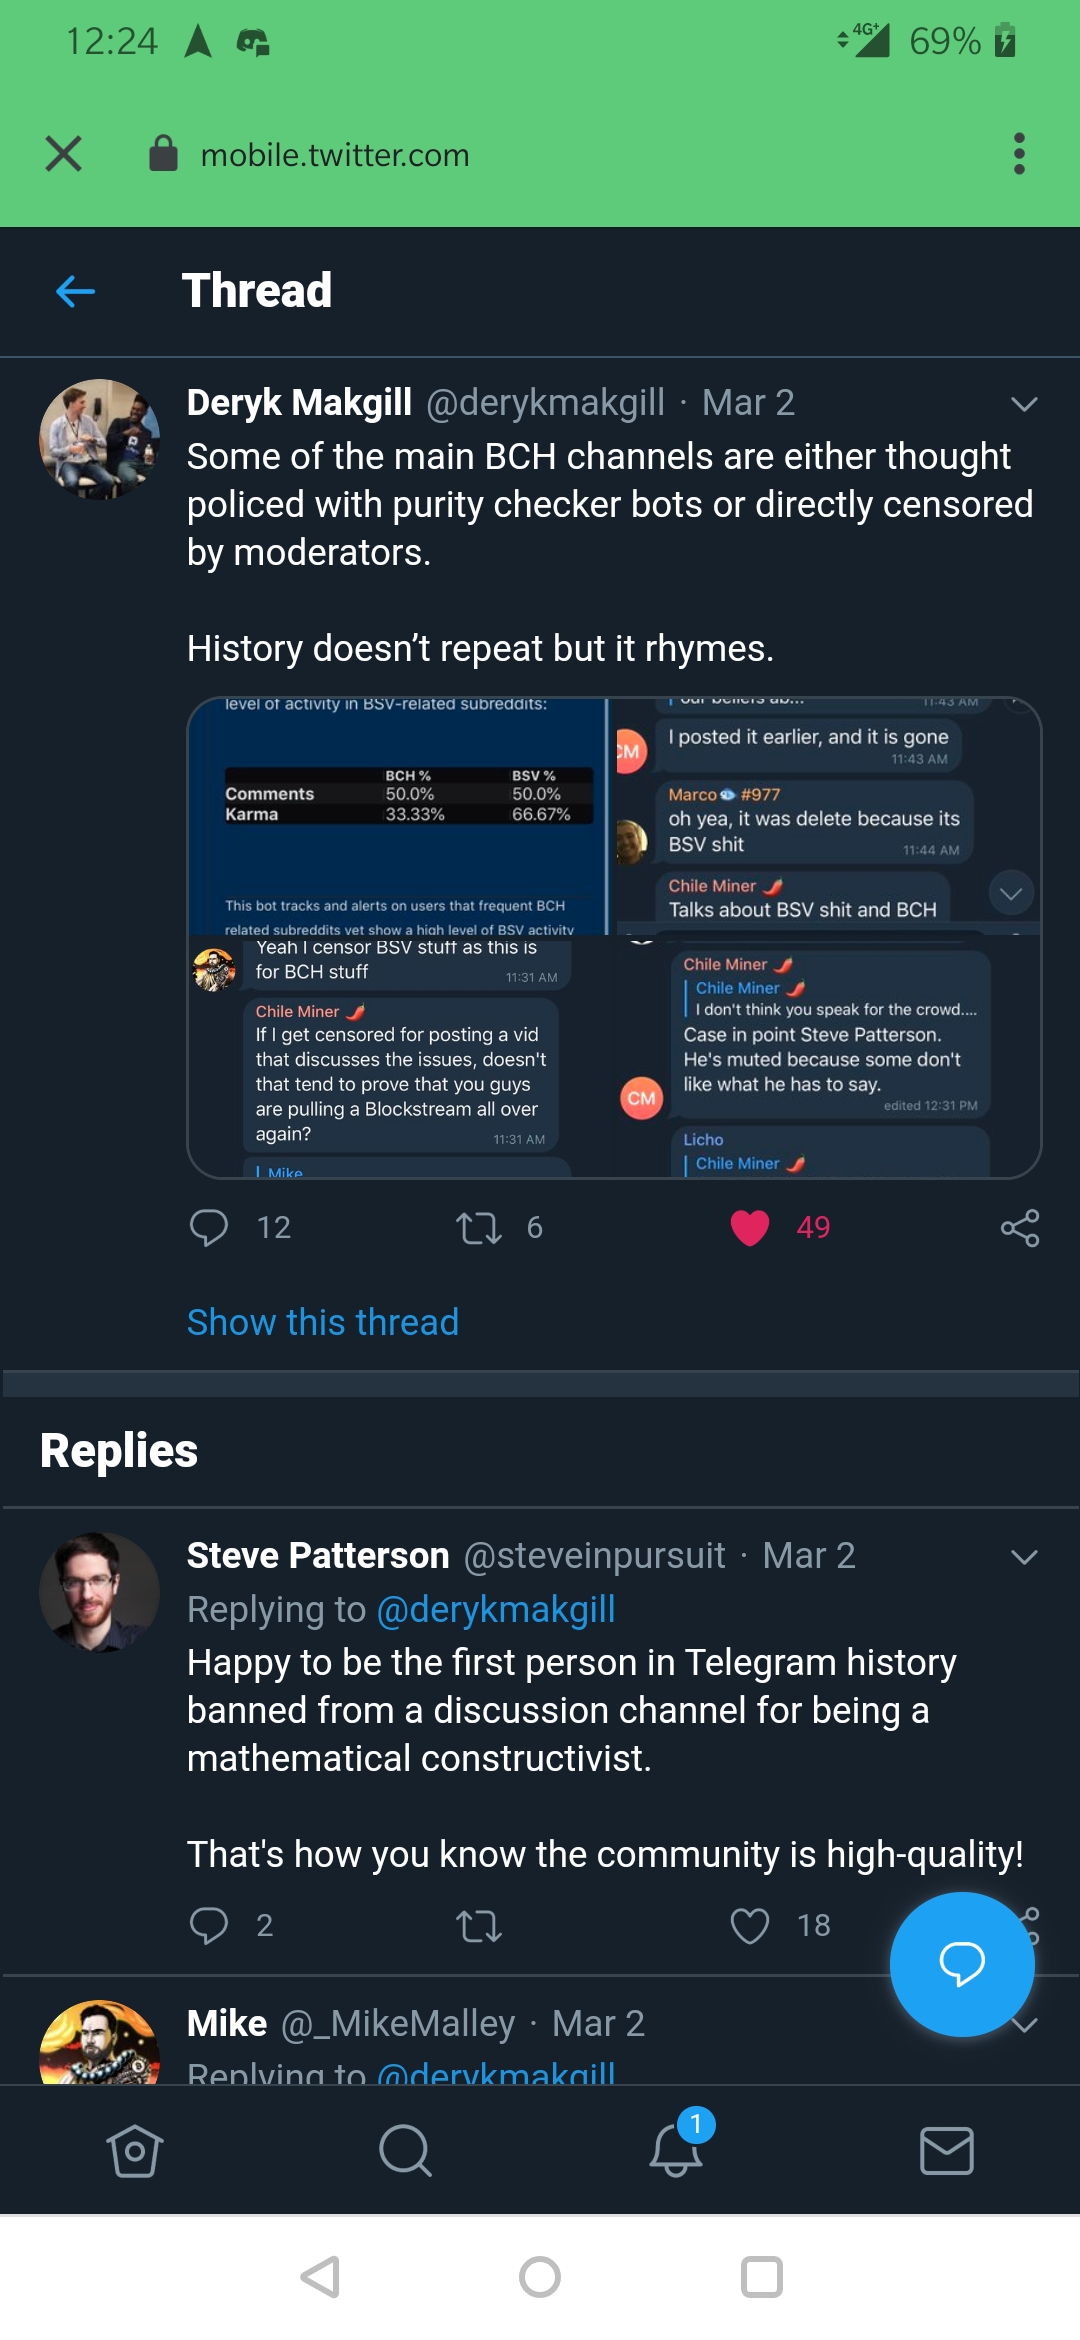 12:24
4G+ 69%
mobile.twitter.com
Thread
Deryk Makgill @derykmakgill · Mar 2
Some of the main BCH channels are either thought
policed with purity checker bots or directly censored
by moderators.
History doesn't repeat but it rhymes.
level of activity in BSV-related subreddits:
BCH % BSV %
Comments 50.0% 50.0%
Karma 33.33% 66.67%
This bot tracks and alerts on users that frequent BCH
related subreddits yet show a high level of BSV activity
our beliefs ab...
11:43 AM
CM
I posted it earlier, and it is gone
11:43 AM
Marco #977
oh yea, it was delete because its
BSV shit
11:44 AM
Chile Miner
Talks about BSV shit and BCH
Yeah I censor BSV stuff as this is
for BCH stuff
11:31 AM
Chile Miner
If I get censored for posting a vid
that discusses the issues, doesn't
that tend to prove that you guys
are pulling a Blockstream all over
again?
11:31 AM
Mike
Chile Miner
Chile Miner
I don't think you speak for the crowd....
Case in point Steve Patterson.
He's muted because some don't
like what he has to say.
CM
edited 12:31 PM
Licho
Chile Miner
12 6 49
Show this thread
Replies
Steve Patterson @steveinpursuit · Mar 2
Replying to @derykmakgill
Happy to be the first person in Telegram history
banned from a discussion channel for being a
mathematical constructivist.
That's how you know the community is high-quality!
2 18
Mike @_MikeMalley · Mar 2
Replying to @derykmakgill
1